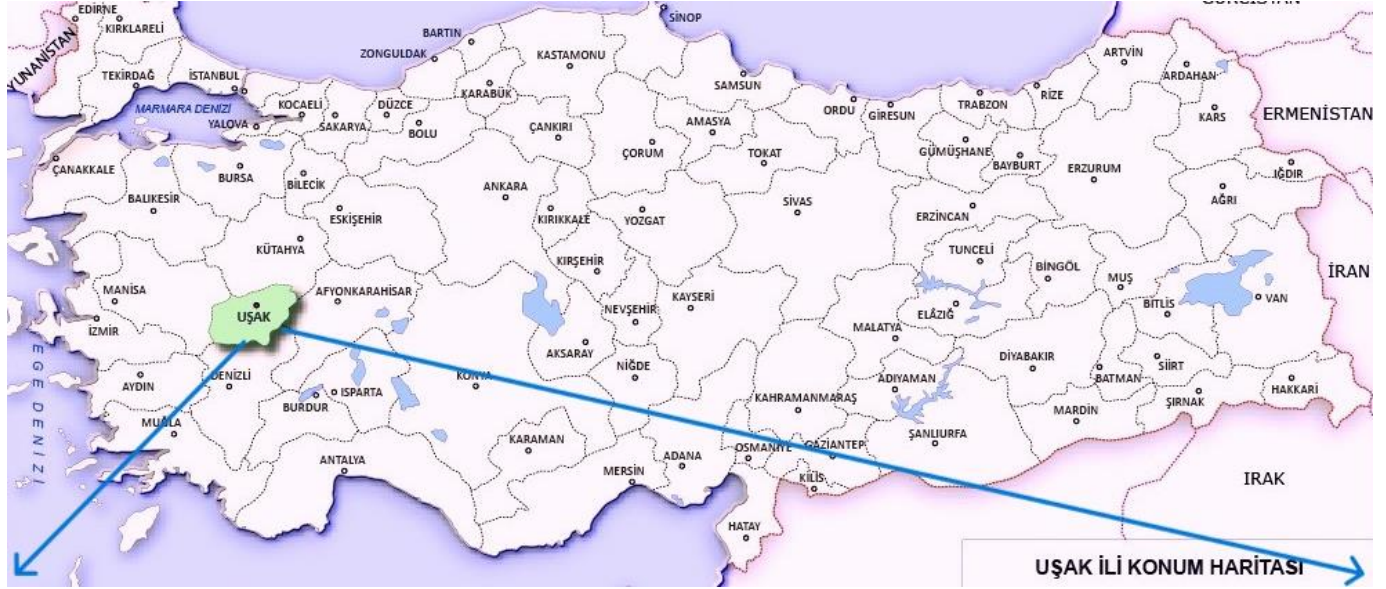 GÜRCİSTAN
SİNOP
EDİRNE
KIRKLARELİ
BARTIN
ZONGULDAK
KASTAMONU
ARTVİN
ARDAHAN
YUNANİSTAN
TEKİRDAĞ
İSTANBUL
KARABÜK
SAMSUN
MARMARA DENİZİ
KOCAELİ
DÜZCE
ORDU
GİRESUN
TRABZON
RİZE
KARS
ERMENİSTAN
YALOVA
SAKARYA
BOLU
ÇANKIRI
AMASYA
ÇORUM
TOKAT
GÜMÜŞHANE
BAYBURT
ERZURUM
IĞDIR
ÇANAKKALE
BURSA
BİLECİK
ANKARA
BALIKESİR
ESKİŞEHİR
KIRIKKALE
YOZGAT
SİVAS
ERZİNCAN
AĞRI
KÜTAHYA
KIRŞEHİR
TUNCELİ
BİNGÖL
MUŞ
İRAN
MANİSA
AFYONKARAHİSAR
NEVŞEHİR
KAYSERİ
BİTLİS
VAN
UŞAK
ELAZIĞ
İZMİR
MALATYA
EGE DENİZİ
AKSARAY
NİĞDE
DİYABAKIR
SİİRT
AYDIN
DENİZLİ
ISPARTA
KONYA
ADIYAMAN
BATMAN
HAKKARİ
BURDUR
KAHRAMANMARAŞ
MARDİN
ŞIRNAK
MUĞLA
KARAMAN
OSMANİYE
GAZİANTEP
ŞANLIURFA
ANTALYA
MERSİN
ADANA
KİLİS
IRAK
HATAY
UŞAK İLİ KONUM HARİTASI